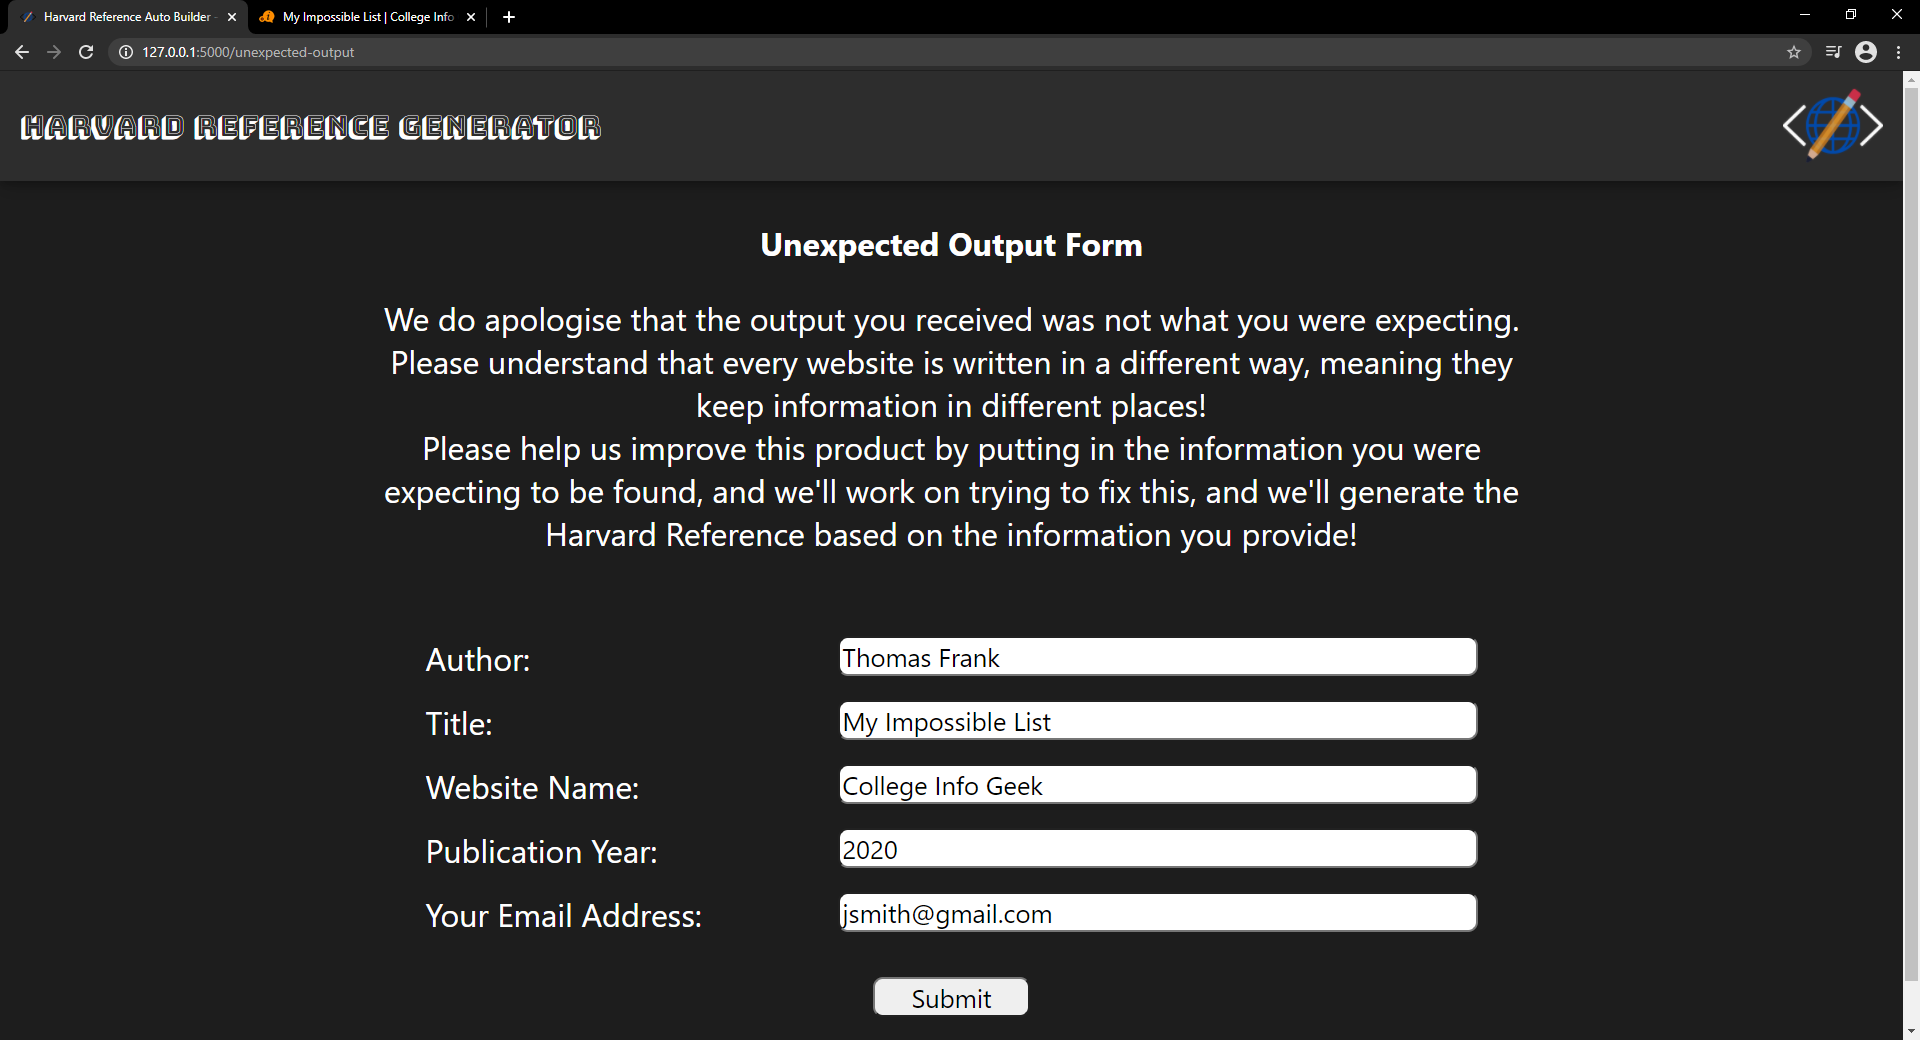 Harvard Reference Auto Builder -
My Impossible List | College Info
127.0.0.1:5000/unexpected-output
HARVARD REFERENCE GENERATOR
Unexpected Output Form
We do apologise that the output you received was not what you were expecting.
Please understand that every website is written in a different way, meaning they
keep information in different places!
Please help us improve this product by putting in the information you were
expecting to be found, and we'll work on trying to fix this, and we'll generate the
Harvard Reference based on the information you provide!
Author: Thomas Frank
Title: My Impossible List
Website Name: College Info Geek
Publication Year: 2020
Your Email Address: jsmith@gmail.com
Submit